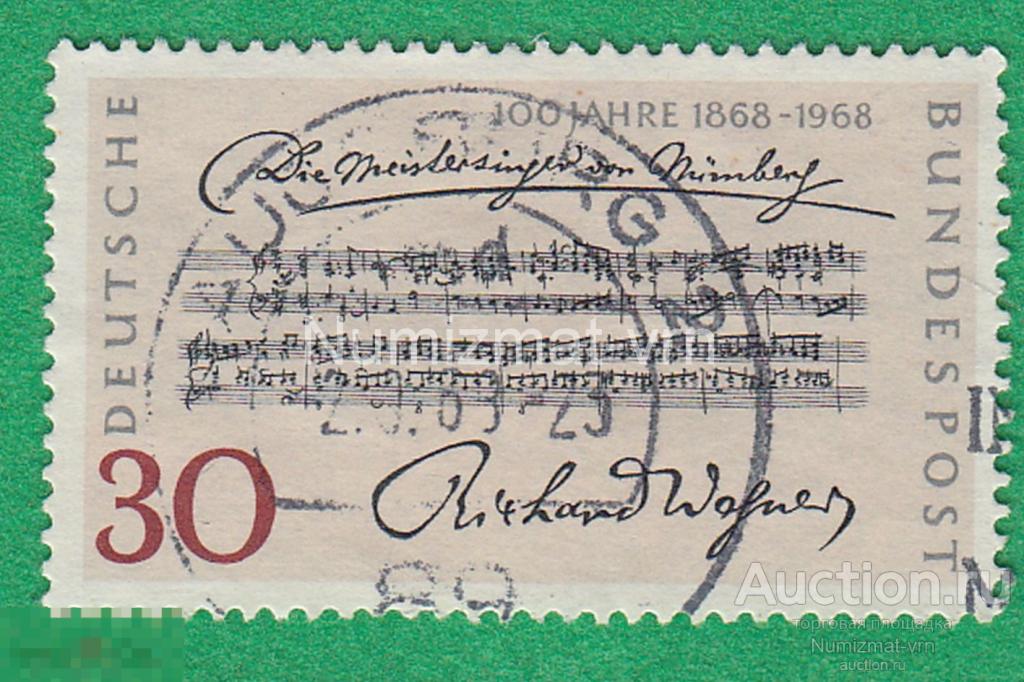 100 JAHRE 1868-1968
Die Meistersinger von Nürnberg
DEUTSCHE
BUNDESPOST
Numizmat-vrn
30
Richard Wagner
Auction.ru
торговая площадка
Numizmat-vrn
auction.ru